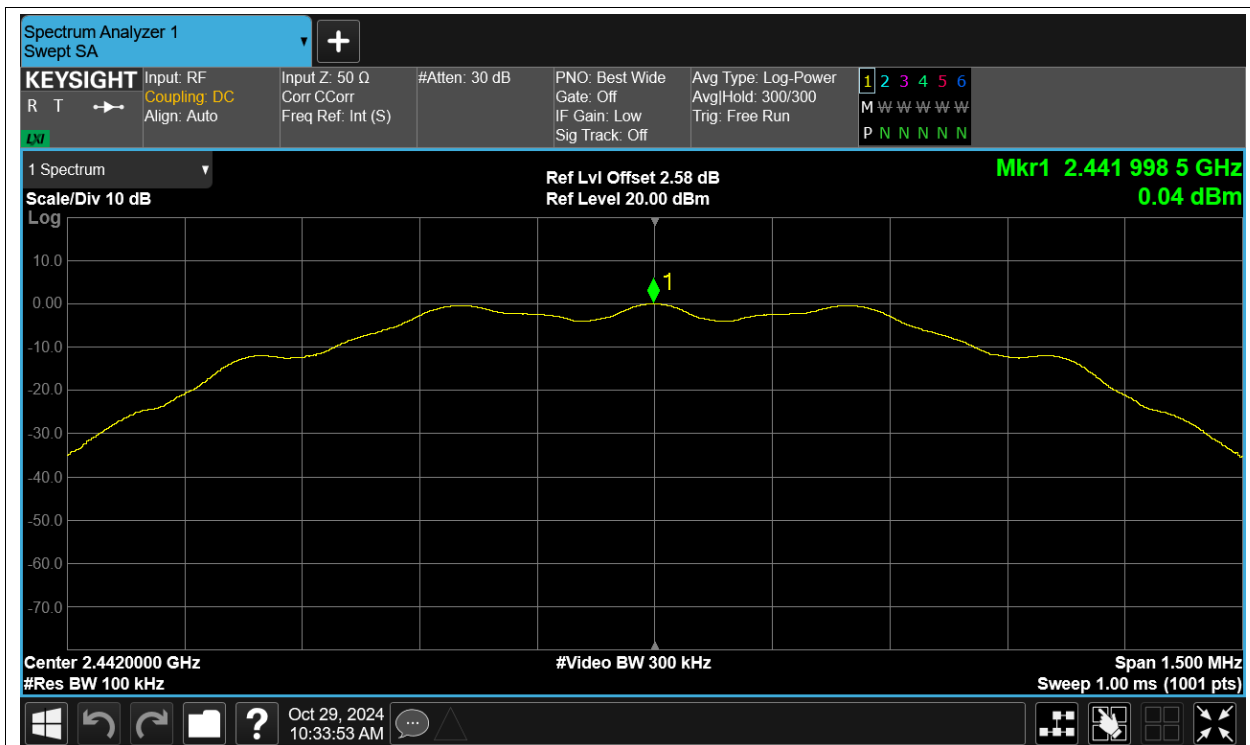 Spectrum Analyzer 1
Swept SA
+
KEYSIGHT
R T
LXI
Input: RF
Coupling: DC
Align: Auto
Input Z: 50 Ω
Corr CCorr
Freq Ref: Int (S)
#Atten: 30 dB
PNO: Best Wide
Gate: Off
IF Gain: Low
Sig Track: Off
Avg Type: Log-Power
Avg|Hold: 300/300
Trig: Free Run
1 2 3 4 5 6
M W W W W W
P N N N N N
1 Spectrum
Scale/Div 10 dB
Log
Ref Lvl Offset 2.58 dB
Ref Level 20.00 dBm
Mkr1 2.441 998 5 GHz
0.04 dBm
10.0
0.00
-10.0
-20.0
-30.0
-40.0
-50.0
-60.0
-70.0
1
Center 2.4420000 GHz
#Res BW 100 kHz
#Video BW 300 kHz
Span 1.500 MHz
Sweep 1.00 ms (1001 pts)
?
Oct 29, 2024
10:33:53 AM